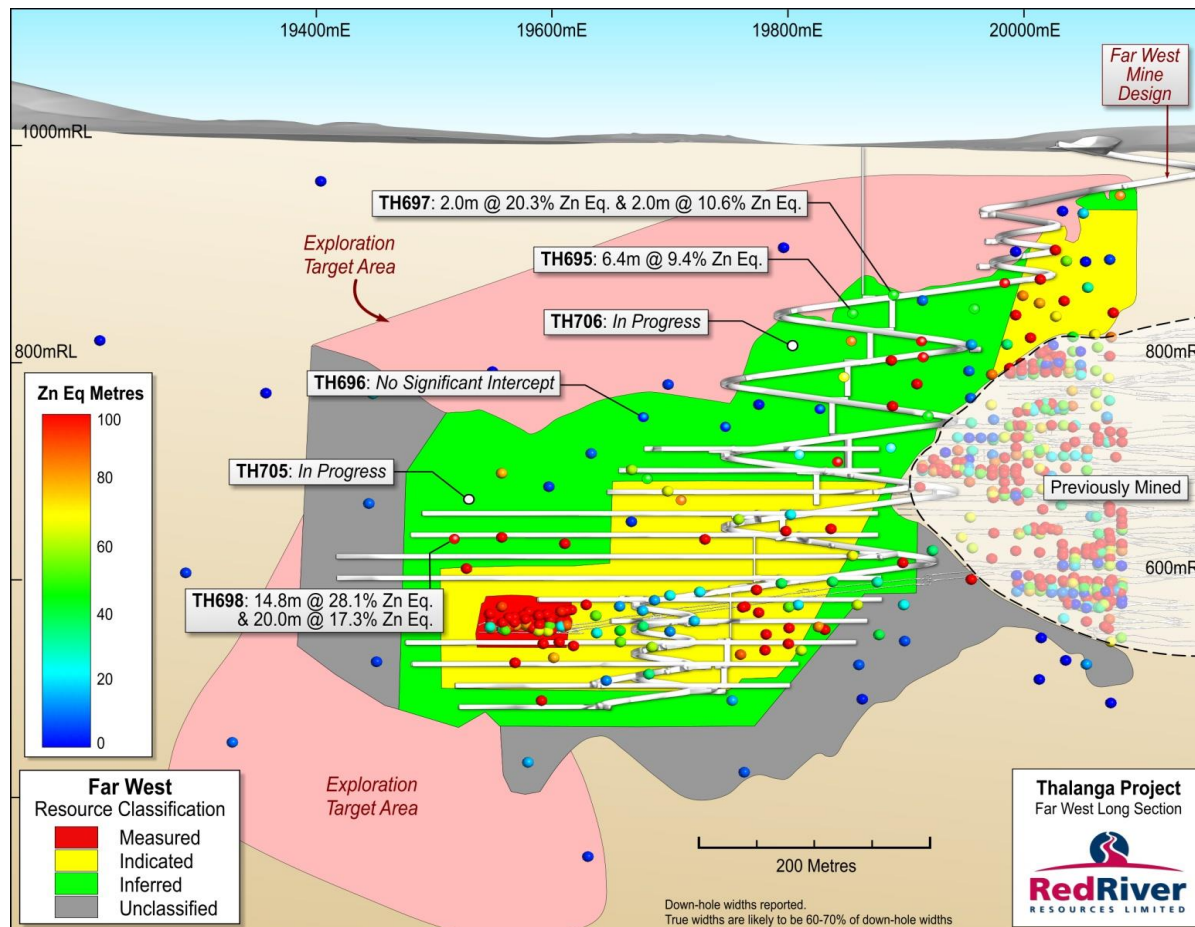 19400mE
19600mE
19800mE
20000mE
Far West
Mine
Design
1000mRL
TH697: 2.0m @ 20.3% Zn Eq. & 2.0m @ 10.6% Zn Eq.
Exploration
Target Area
TH695: 6.4m @ 9.4% Zn Eq.
TH706: In Progress
800mRL
800mR
TH696: No Significant Intercept
Zn Eq Metres
100
80
60
40
20
0
TH705: In Progress
Previously Mined
600mR
TH698: 14.8m @ 28.1% Zn Eq.
& 20.0m @ 17.3% Zn Eq.
Exploration
Target Area
Far West
Resource Classification
Measured
Indicated
Inferred
Unclassified
200 Metres
Down-hole widths reported.
True widths are likely to be 60-70% of down-hole widths
Thalanga Project
Far West Long Section
RedRiver
RESOURCES LIMITED